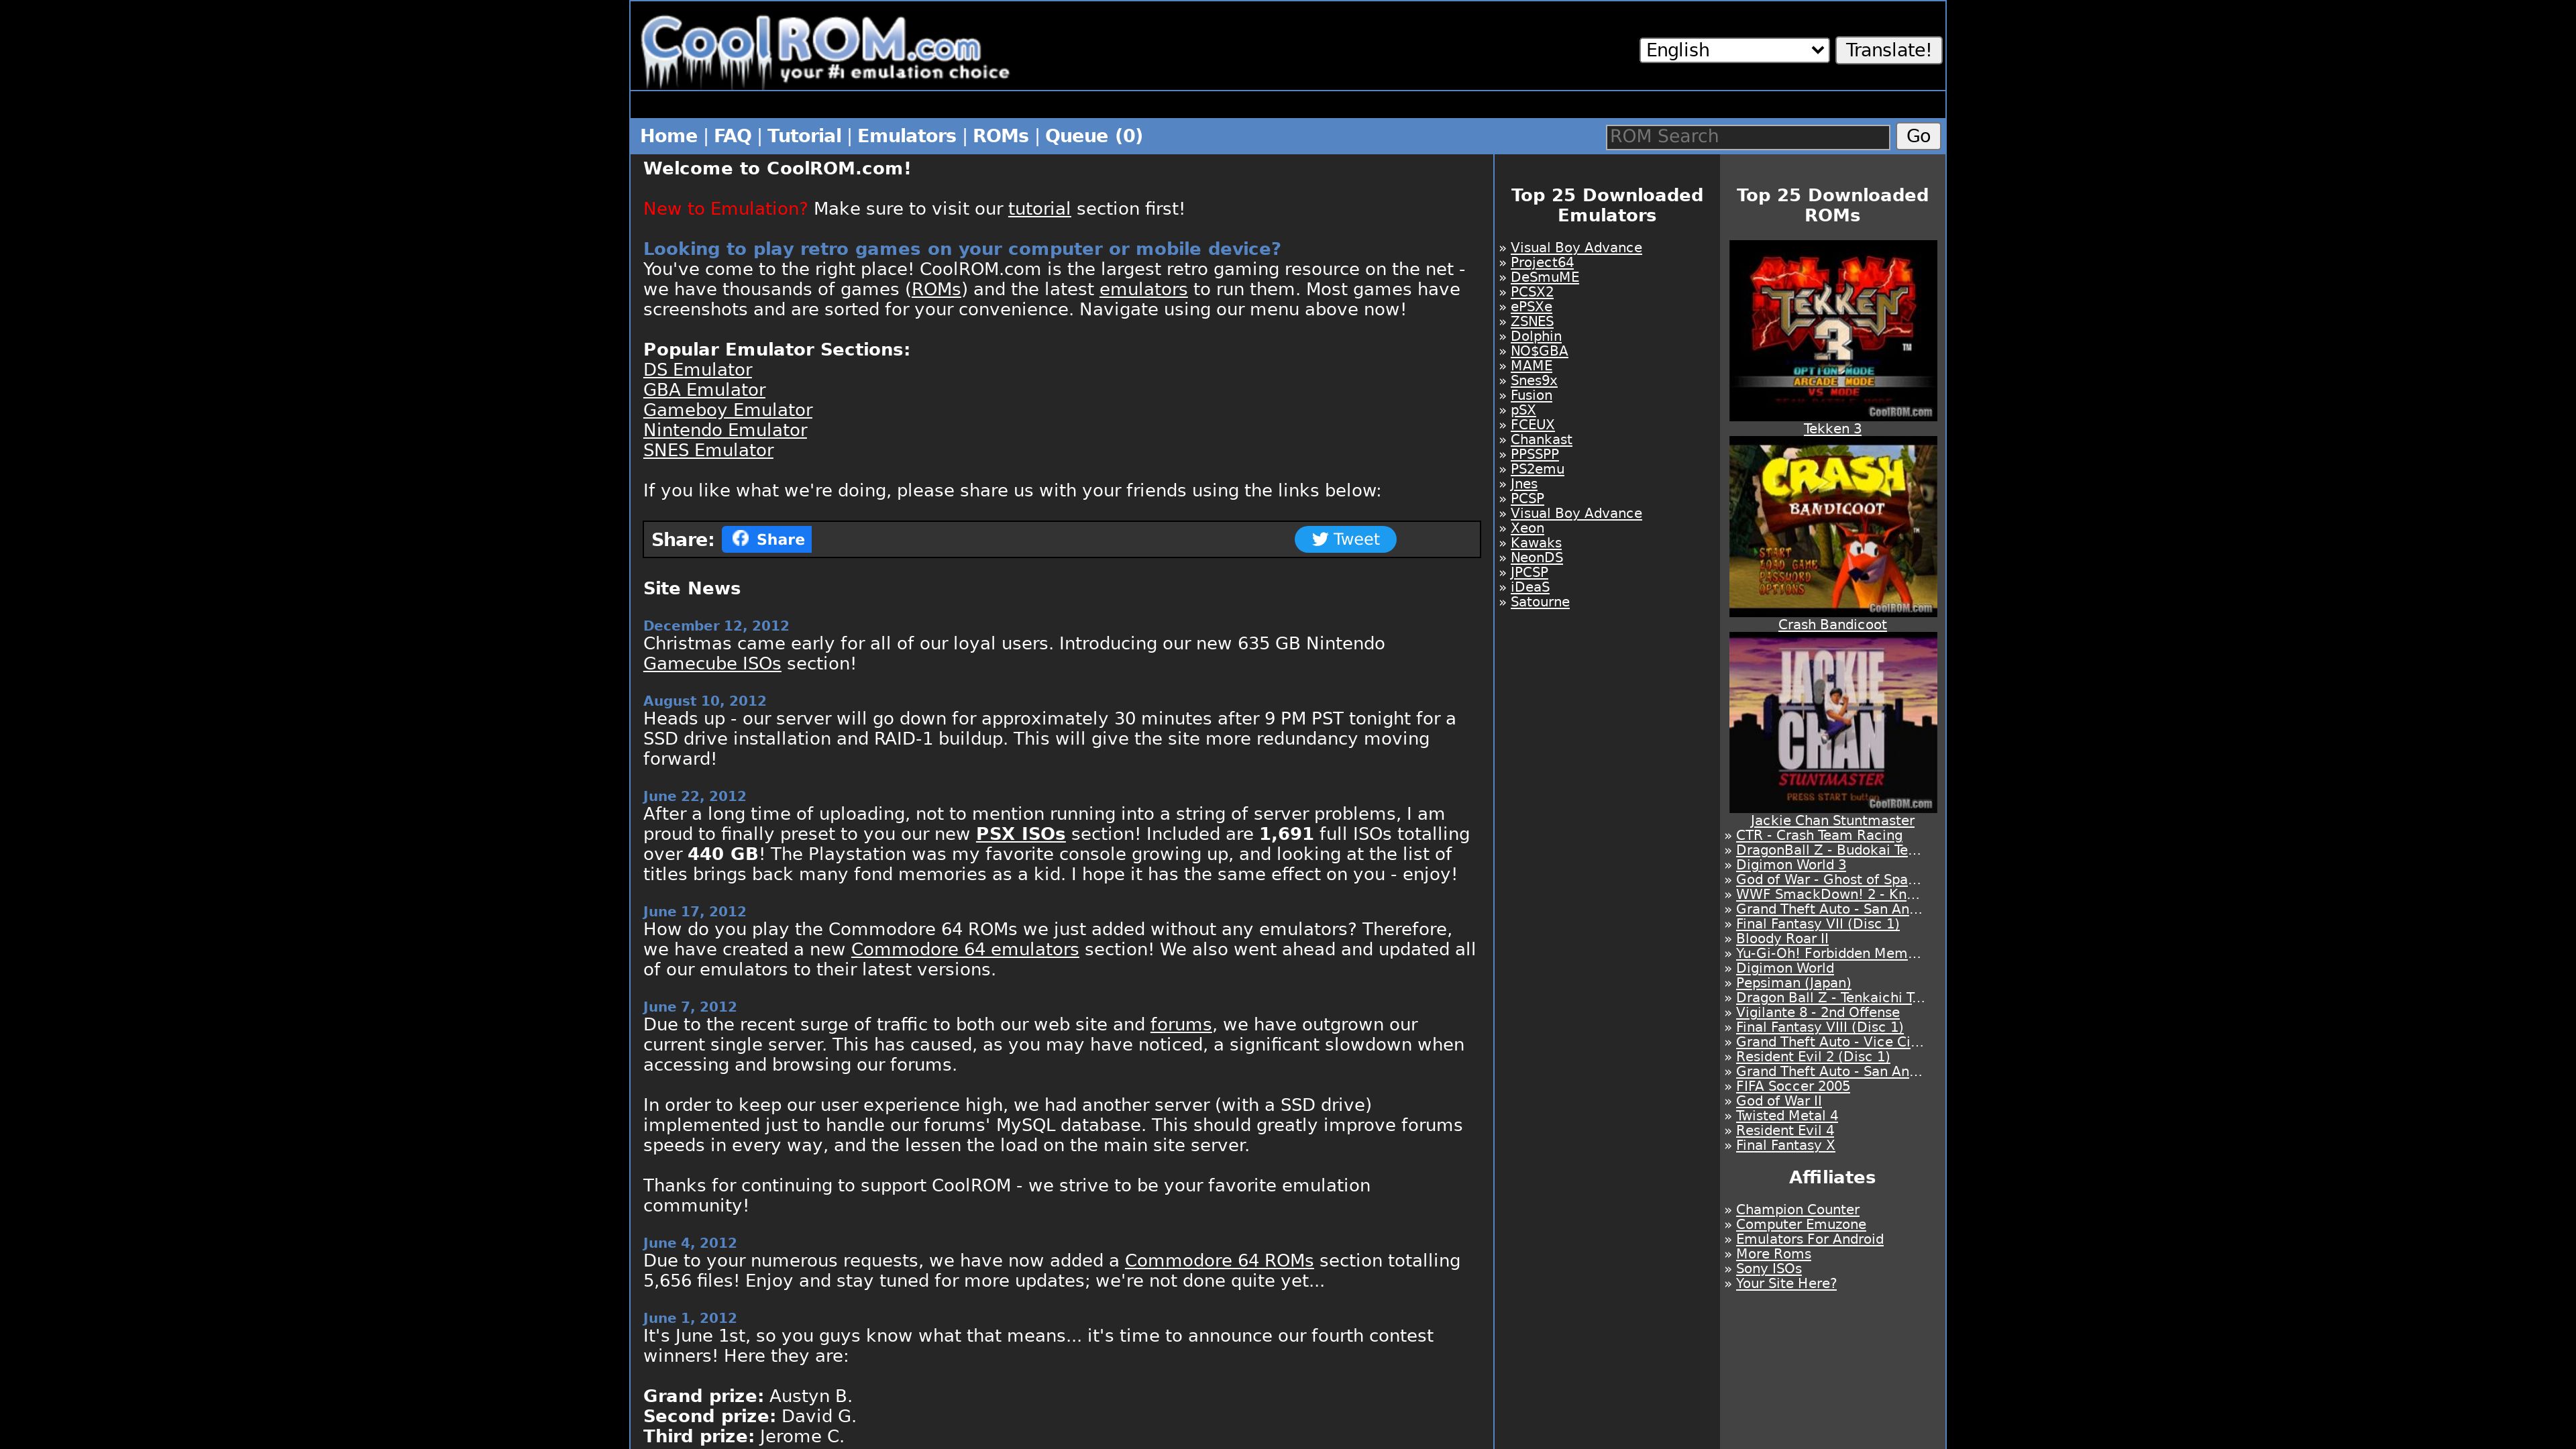 CoolROM.com
your #1 emulation choice
English
Translate!
Home | FAQ | Tutorial | Emulators | ROMs | Queue (0)
ROM Search
Go
Welcome to CoolROM.com!
New to Emulation? Make sure to visit our tutorial section first!
Looking to play retro games on your computer or mobile device?
You've come to the right place! CoolROM.com is the largest retro gaming resource on the net -
we have thousands of games (ROMs) and the latest emulators to run them. Most games have
screenshots and are sorted for your convenience. Navigate using our menu above now!
Popular Emulator Sections:
DS Emulator
GBA Emulator
Gameboy Emulator
Nintendo Emulator
SNES Emulator
If you like what we're doing, please share us with your friends using the links below:
Share:
Share
Tweet
Site News
December 12, 2012
Christmas came early for all of our loyal users. Introducing our new 635 GB Nintendo
Gamecube ISOs section!
August 10, 2012
Heads up - our server will go down for approximately 30 minutes after 9 PM PST tonight for a
SSD drive installation and RAID-1 buildup. This will give the site more redundancy moving
forward!
June 22, 2012
After a long time of uploading, not to mention running into a string of server problems, I am
proud to finally preset to you our new PSX ISOs section! Included are 1,691 full ISOs totalling
over 440 GB! The Playstation was my favorite console growing up, and looking at the list of
titles brings back many fond memories as a kid. I hope it has the same effect on you - enjoy!
June 17, 2012
How do you play the Commodore 64 ROMs we just added without any emulators? Therefore,
we have created a new Commodore 64 emulators section! We also went ahead and updated all
of our emulators to their latest versions.
June 7, 2012
Due to the recent surge of traffic to both our web site and forums, we have outgrown our
current single server. This has caused, as you may have noticed, a significant slowdown when
accessing and browsing our forums.
In order to keep our user experience high, we had another server (with a SSD drive)
implemented just to handle our forums' MySQL database. This should greatly improve forums
speeds in every way, and the lessen the load on the main site server.
Thanks for continuing to support CoolROM - we strive to be your favorite emulation
community!
June 4, 2012
Due to your numerous requests, we have now added a Commodore 64 ROMs section totalling
5,656 files! Enjoy and stay tuned for more updates; we're not done quite yet...
June 1, 2012
It's June 1st, so you guys know what that means... it's time to announce our fourth contest
winners! Here they are:
Grand prize: Austyn B.
Second prize: David G.
Third prize: Jerome C.
Top 25 Downloaded
Emulators
» Visual Boy Advance
» Project64
» DeSmuME
» PCSX2
» ePSXe
» ZSNES
» Dolphin
» NO$GBA
» MAME
» Snes9x
» Fusion
» pSX
» FCEUX
» Chankast
» PPSSPP
» PS2emu
» Jnes
» PCSP
» Visual Boy Advance
» Xeon
» Kawaks
» NeonDS
» JPCSP
» iDeaS
» Satourne
Top 25 Downloaded
ROMs
TEKKEN
3
TM
OPTION MODE
ARCADE MODE
VS MODE
CoolROM.com
Tekken 3
CRASH
BANDICOOT
TM
START
LOAD GAME
PASSWORD
OPTIONS
CoolROM.com
Crash Bandicoot
JACKIE
CHAN
STUNTMASTER
PRESS START button
CoolROM.com
Jackie Chan Stuntmaster
» CTR - Crash Team Racing
» DragonBall Z - Budokai Te...
» Digimon World 3
» God of War - Ghost of Spa...
» WWF SmackDown! 2 - Kn...
» Grand Theft Auto - San An...
» Final Fantasy VII (Disc 1)
» Bloody Roar II
» Yu-Gi-Oh! Forbidden Mem...
» Digimon World
» Pepsiman (Japan)
» Dragon Ball Z - Tenkaichi T...
» Vigilante 8 - 2nd Offense
» Final Fantasy VIII (Disc 1)
» Grand Theft Auto - Vice Ci...
» Resident Evil 2 (Disc 1)
» Grand Theft Auto - San An...
» FIFA Soccer 2005
» God of War II
» Twisted Metal 4
» Resident Evil 4
» Final Fantasy X
Affiliates
» Champion Counter
» Computer Emuzone
» Emulators For Android
» More Roms
» Sony ISOs
» Your Site Here?